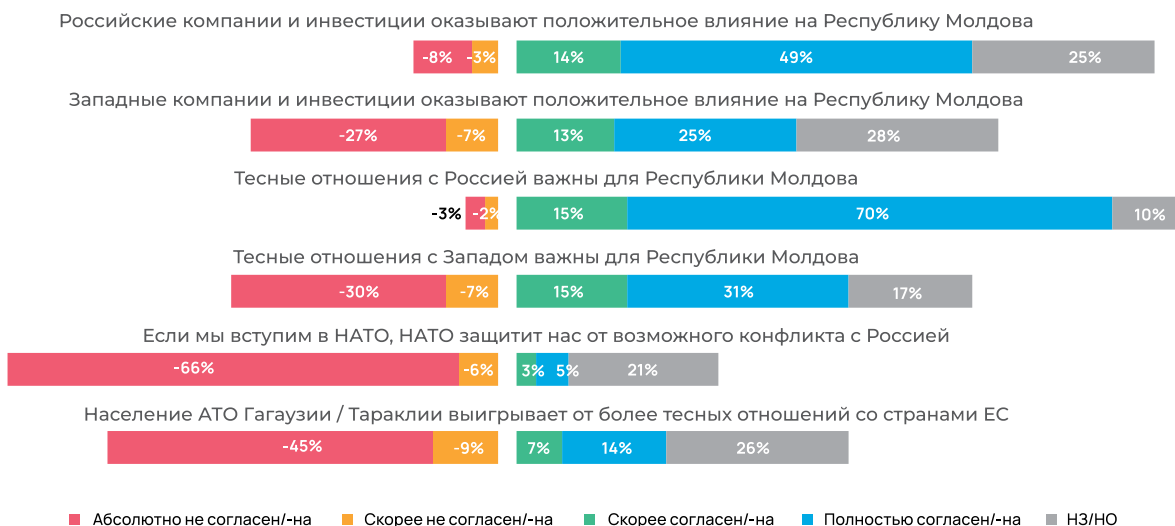 Российские компании и инвестиции оказывают положительное влияние на Республику Молдова
-8% -3% 14% 49% 25%
Западные компании и инвестиции оказывают положительное влияние на Республику Молдова
-27% -7% 13% 25% 28%
Тесные отношения с Россией важны для Республики Молдова
-3% -2% 15% 70% 10%
Тесные отношения с Западом важны для Республики Молдова
-30% -7% 15% 31% 17%
Если мы вступим в НАТО, НАТО защитит нас от возможного конфликта с Россией
-66% -6% 3% 5% 21%
Население АТО Гагаузии / Тараклии выигрывает от более тесных отношений со странами ЕС
-45% -9% 7% 14% 26%
Абсолютно не согласен/-на Скорее не согласен/-на Скорее согласен/-на Полностью согласен/-на НЗ/НО